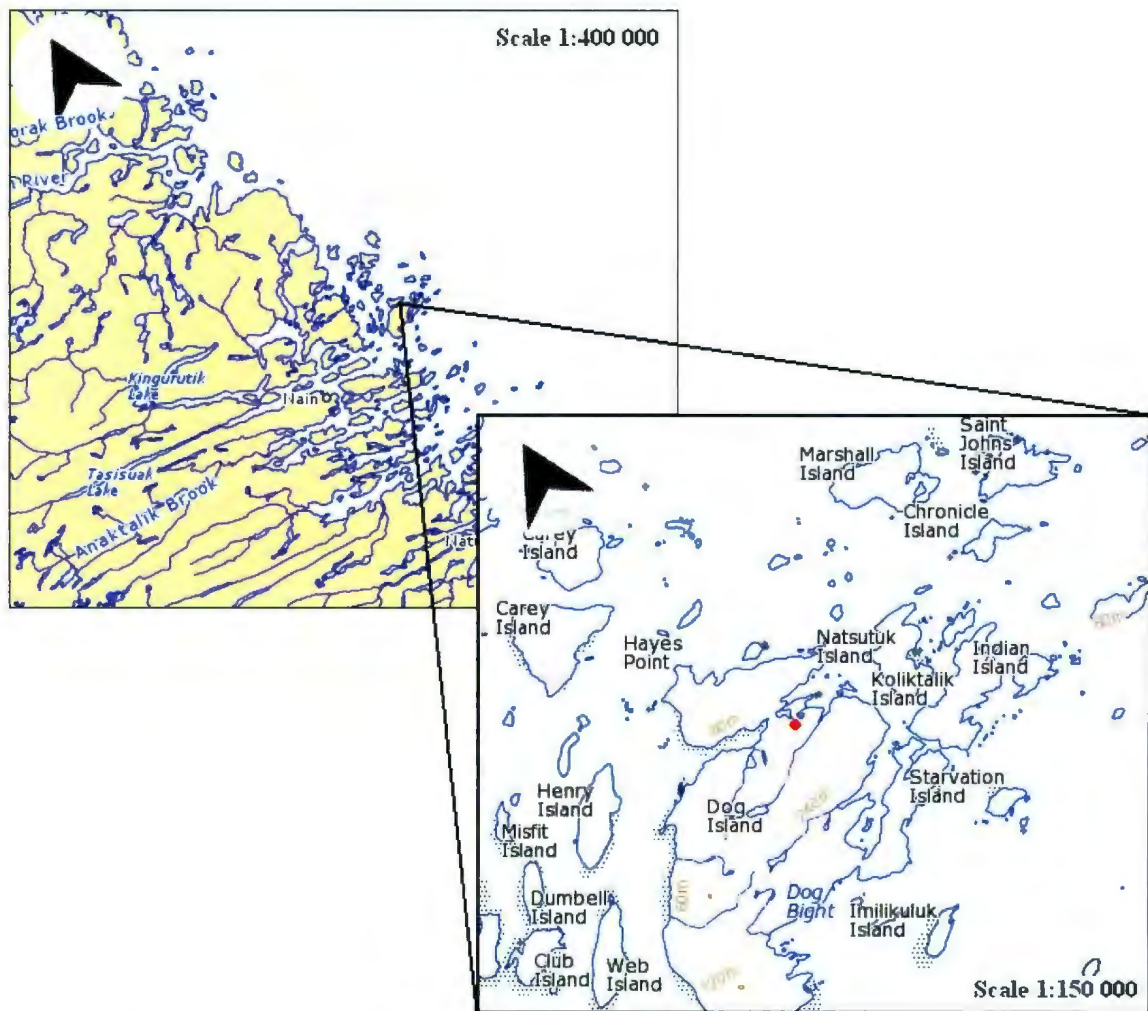 Scale 1:400 000
orak Brook
River
Kingurutik
Lake
Nain
Tasisuak
Lake
Anaktalik Brook
Nat
Saint
Johns
Island
Marshall
Island
Chronicle
Island
Carey
Island
Carey
Island
Hayes
Point
Natsutuk
Island
Indian
Island
Koliktalik
Island
Henry
Island
Misfit
Island
Dog
Island
Starvation
Island
Dumbell
Island
Dog
Bight
Imilikuluk
Island
Club
Island
Web
Island
60m
Scale 1:150 000